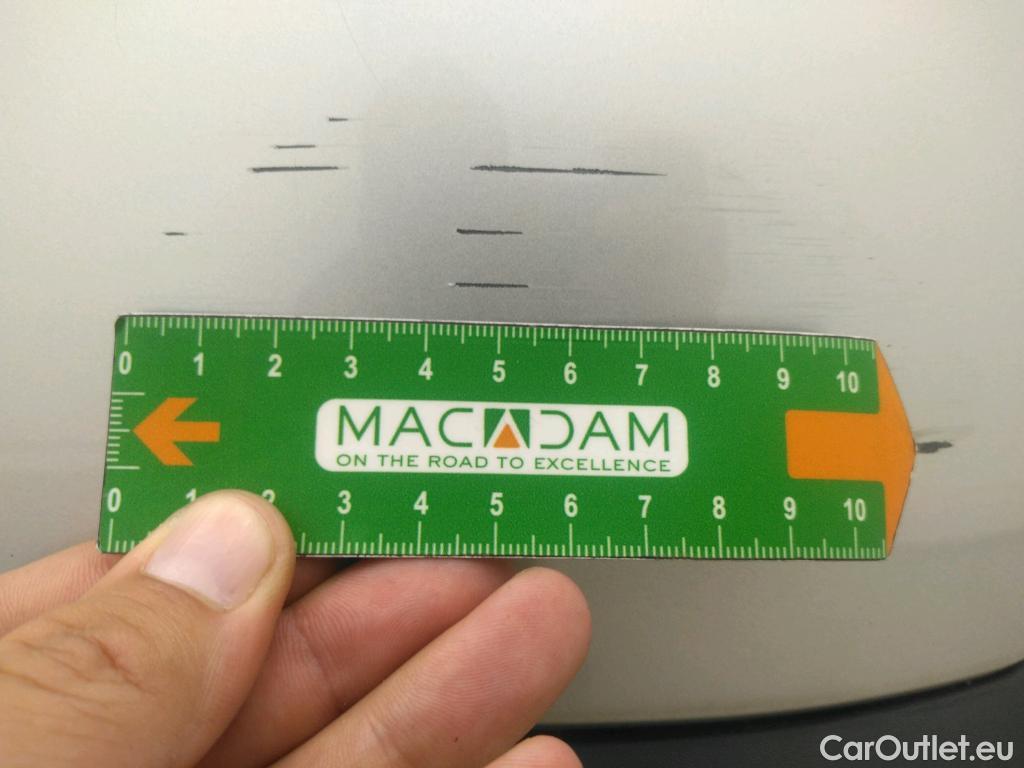 0 1 2 3 4 5 6 7 8 9 10
MACADAM
ON THE ROAD TO EXCELLENCE
0 1 2 3 4 5 6 7 8 9 10
CarOutlet.eu